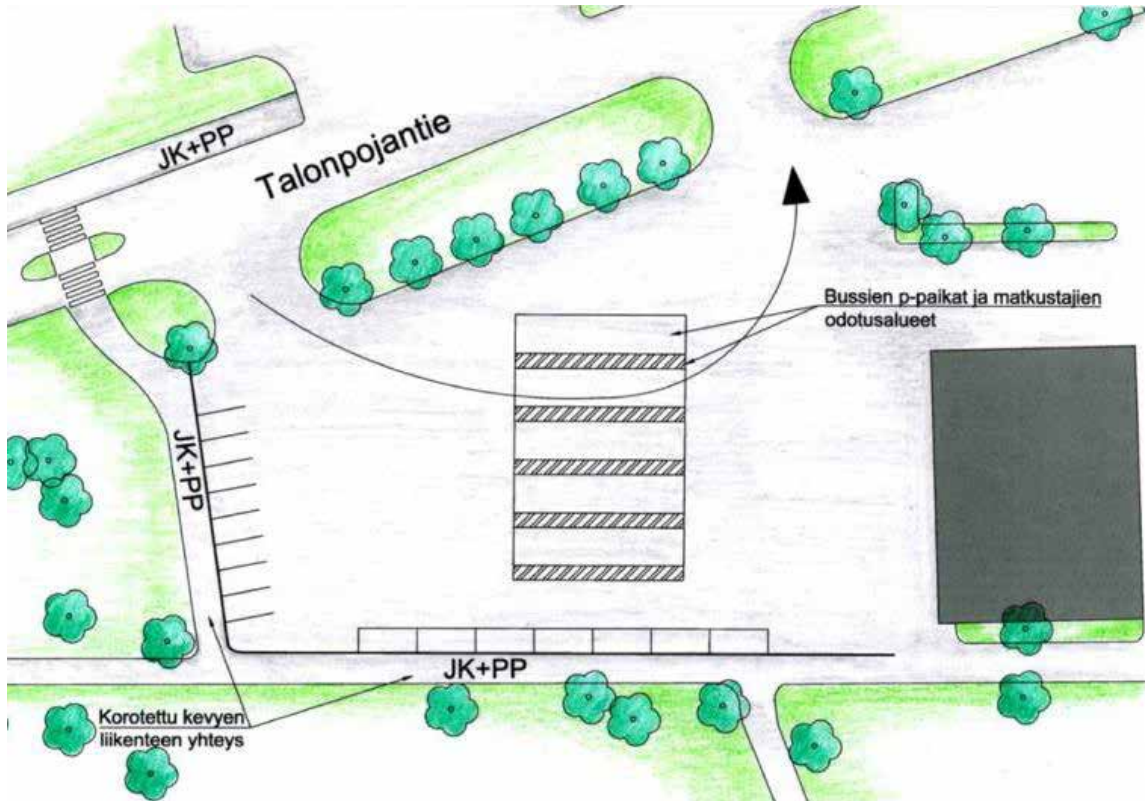 JK+PP
Talonpojantie
Bussien p-paikat ja matkustajien
odotusalueet
JK+PP
JK+PP
Korotettu kevyen
liikenteen yhteys